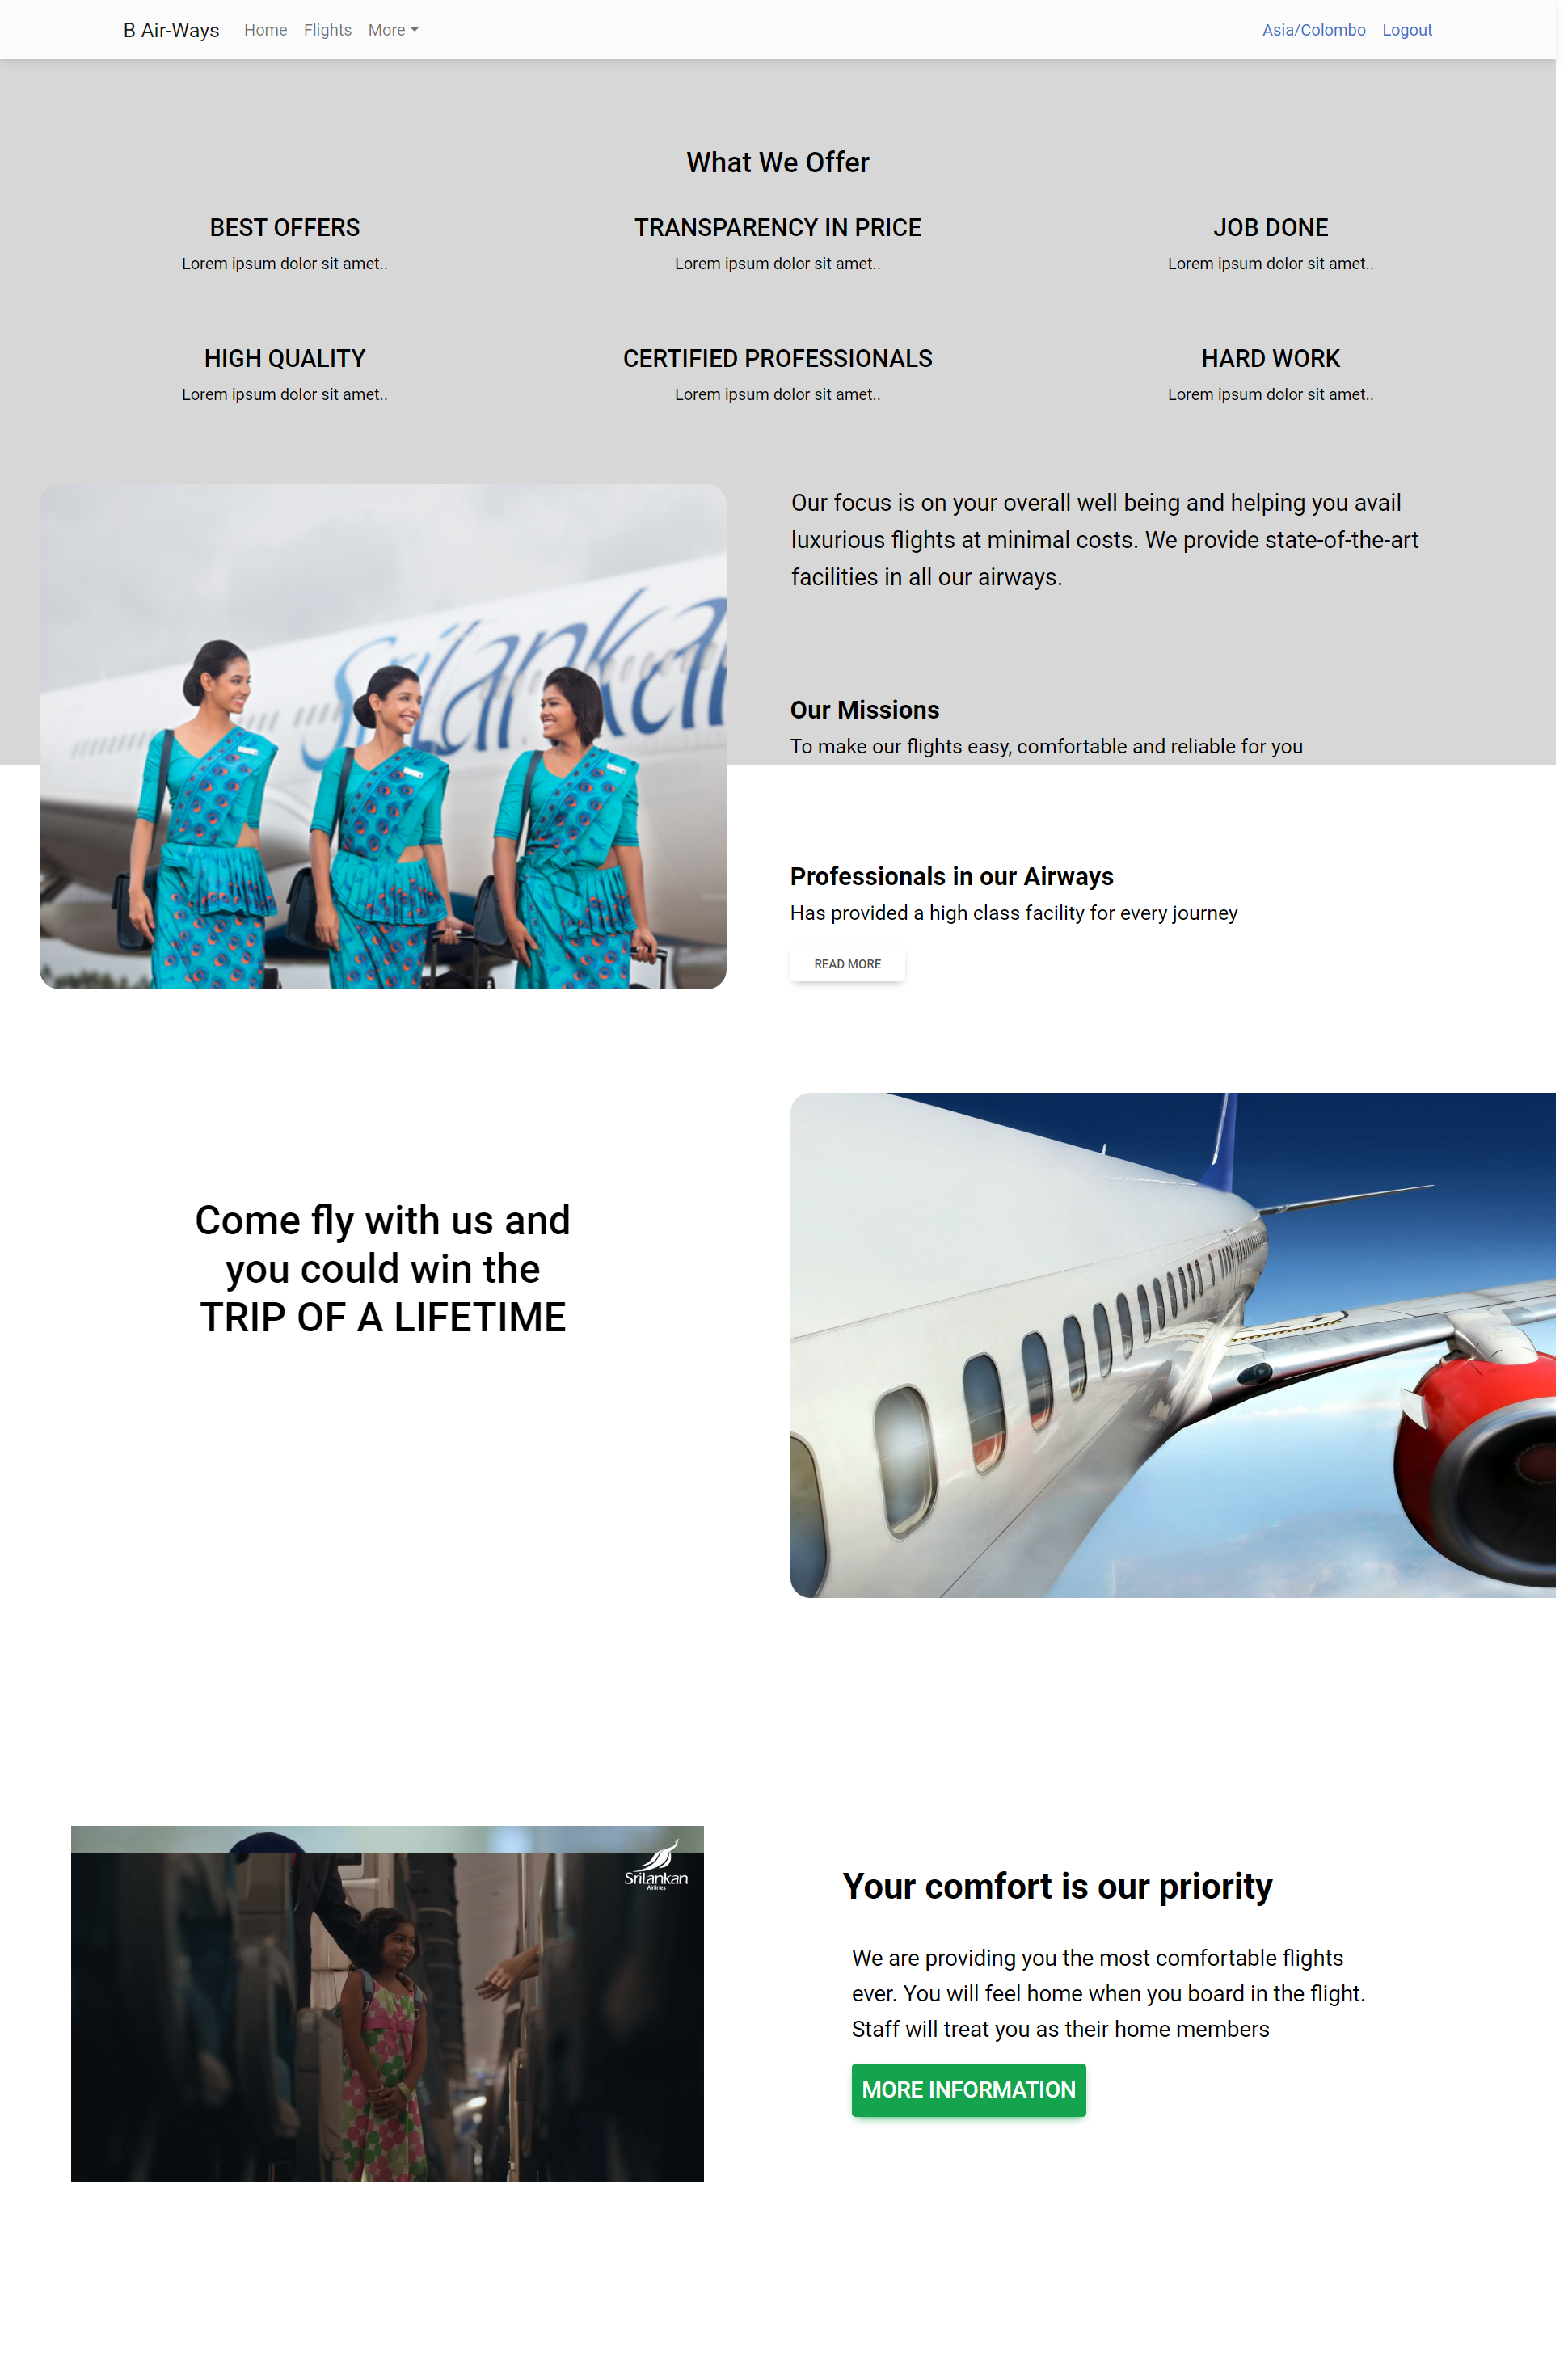 B Air-Ways Home Flights More Asia/Colombo Logout
What We Offer
BEST OFFERS TRANSPARENCY IN PRICE JOB DONE
Lorem ipsum dolor sit amet.. Lorem ipsum dolor sit amet.. Lorem ipsum dolor sit amet..
HIGH QUALITY CERTIFIED PROFESSIONALS HARD WORK
Lorem ipsum dolor sit amet.. Lorem ipsum dolor sit amet.. Lorem ipsum dolor sit amet..
SriLankan
Our focus is on your overall well being and helping you avail
luxurious flights at minimal costs. We provide state-of-the-art
facilities in all our airways.
Our Missions
To make our flights easy, comfortable and reliable for you
Professionals in our Airways
Has provided a high class facility for every journey
READ MORE
Come fly with us and
you could win the
TRIP OF A LIFETIME
SriLankan
Airlines
Your comfort is our priority
We are providing you the most comfortable flights
ever. You will feel home when you board in the flight.
Staff will treat you as their home members
MORE INFORMATION